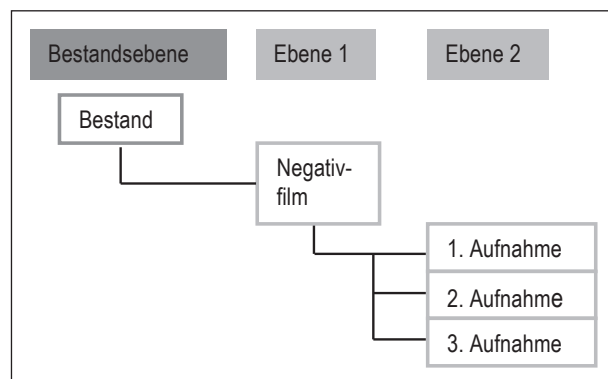 Bestandsebene Ebene 1 Ebene 2
Bestand
Negativ-
film
1. Aufnahme
2. Aufnahme
3. Aufnahme